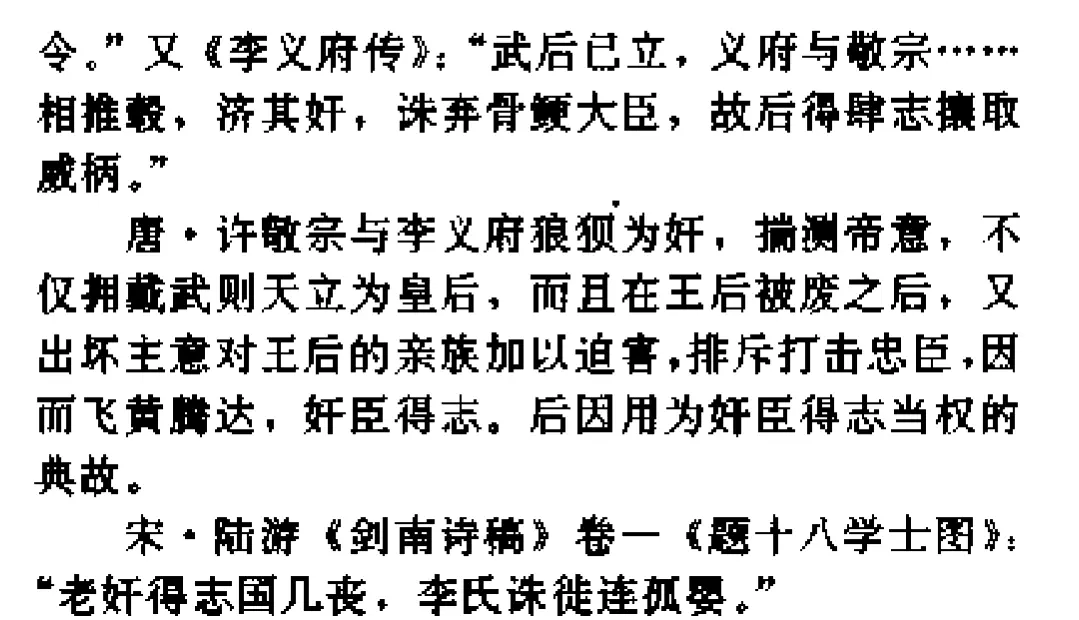 令。”又《李义府传》：“武后已立，义府与敬宗……
相推毂，济其奸，诛弃骨鲠大臣，故后得肆志攘取
威柄。”
唐·许敬宗与李义府狼狈为奸，揣测帝意，不
仅拥戴武则天立为皇后，而且在王后被废之后，又
出坏主意对王后的亲族加以迫害，排斥打击忠臣，因
而飞黄腾达，奸臣得志。后因用为奸臣得志当权的
典故。
宋·陆游《剑南诗稿》卷一《题十八学士图》：
“老奸得志国几丧，李氏诛徙连孤婴。”